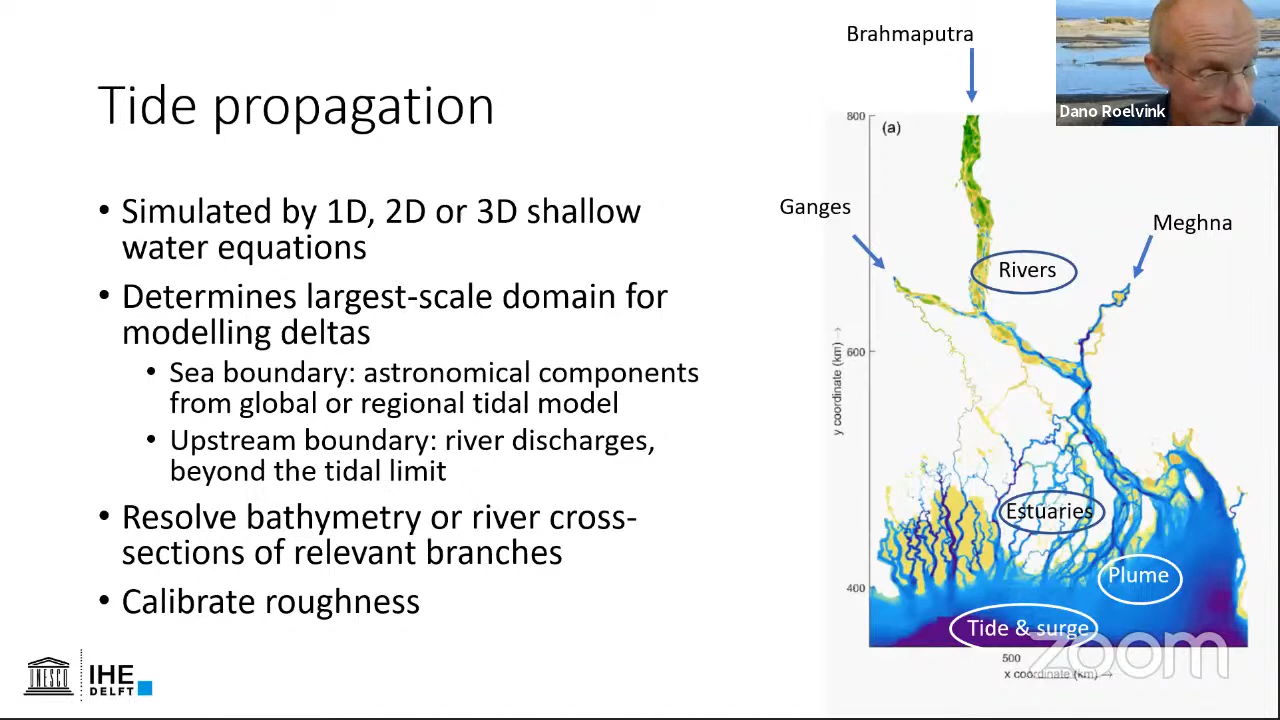 Brahmaputra
Dano Roelvink
Tide propagation
800
(a)
Ganges
Meghna
• Simulated by 1D, 2D or 3D shallow
water equations
Rivers
• Determines largest-scale domain for
modelling deltas
600
y coordinate (km) →
• Sea boundary: astronomical components
from global or regional tidal model
• Upstream boundary: river discharges,
beyond the tidal limit
• Resolve bathymetry or river cross-
sections of relevant branches
Estuaries
Plume
400
• Calibrate roughness
Tide & surge
500
x coordinate (km) →
zoom
UNESCO
IHE
DELFT